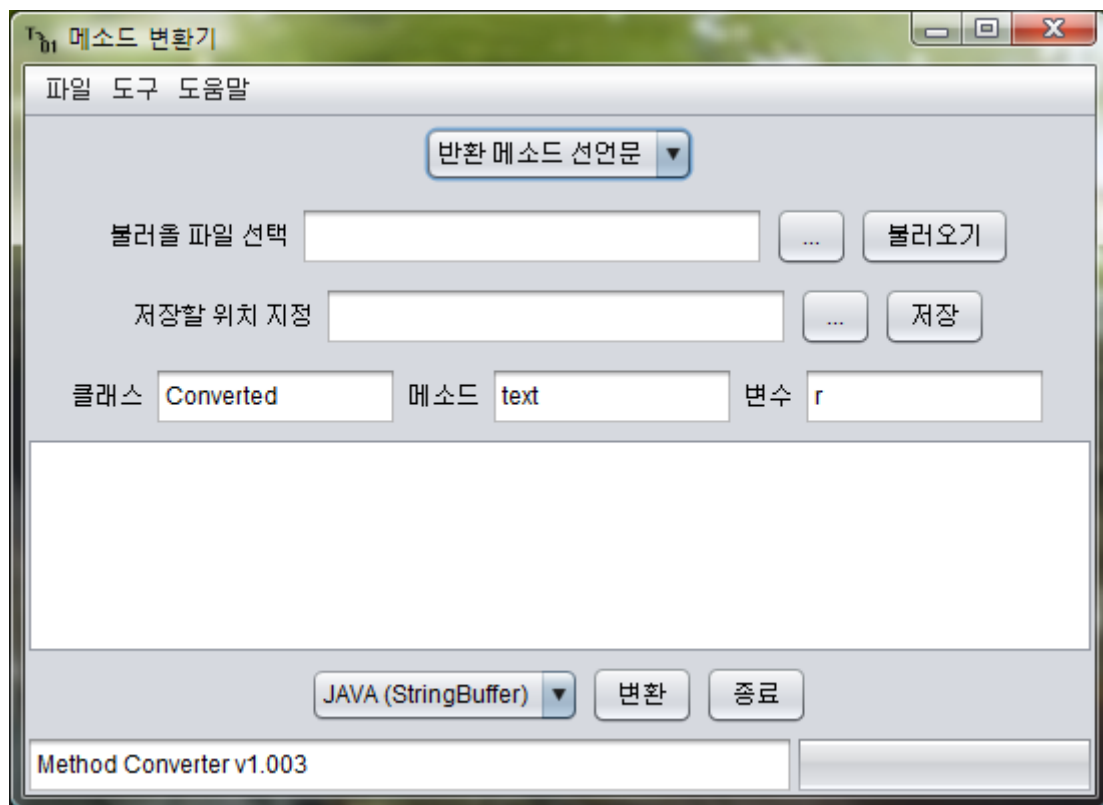 메소드 변환기
파일 도구 도움말
반환 메소드 선언문
불러올 파일 선택 ... 불러오기
저장할 위치 지정 ... 저장
클래스 Converted 메소드 text 변수 r
JAVA (StringBuffer) 변환 종료
Method Converter v1.003